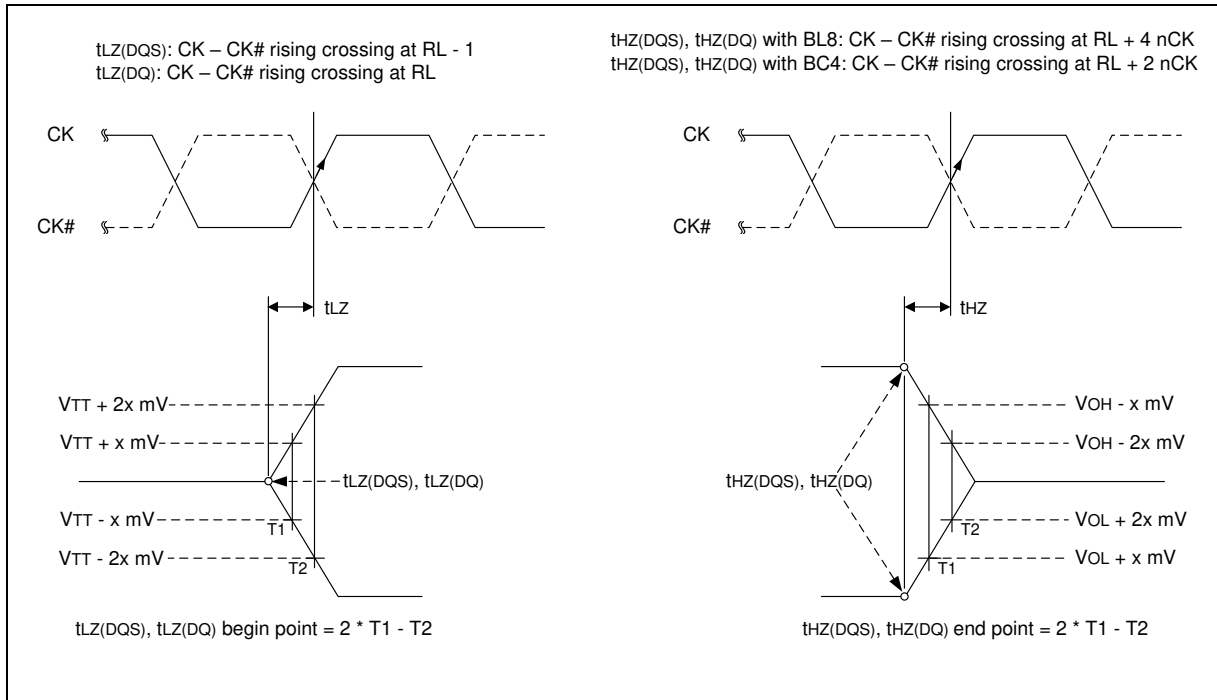 tLZ(DQS): CK – CK# rising crossing at RL - 1
tLZ(DQ): CK – CK# rising crossing at RL
tHZ(DQS), tHZ(DQ) with BL8: CK – CK# rising crossing at RL + 4 nCK
tHZ(DQS), tHZ(DQ) with BC4: CK – CK# rising crossing at RL + 2 nCK
CK
CK#
CK
CK#
tLZ
tHZ
VTT + 2x mV
VTT + x mV
VTT - x mV
VTT - 2x mV
tLZ(DQS), tLZ(DQ)
T1
T2
tHZ(DQS), tHZ(DQ)
VOH - x mV
VOH - 2x mV
VOL + 2x mV
VOL + x mV
T2
T1
tLZ(DQS), tLZ(DQ) begin point = 2 * T1 - T2
tHZ(DQS), tHZ(DQ) end point = 2 * T1 - T2